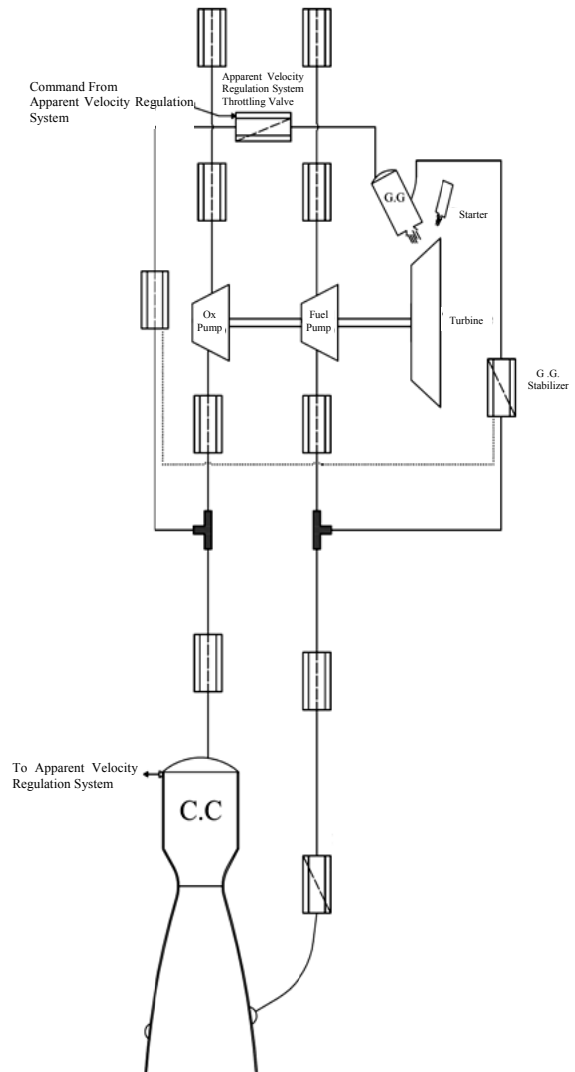 Command From
Apparent Velocity Regulation
System
Apparent Velocity
Regulation System
Throttling Valve
G.G
Starter
Ox
Pump
Fuel
Pump
Turbine
G .G.
Stabilizer
To Apparent Velocity
Regulation System
C.C